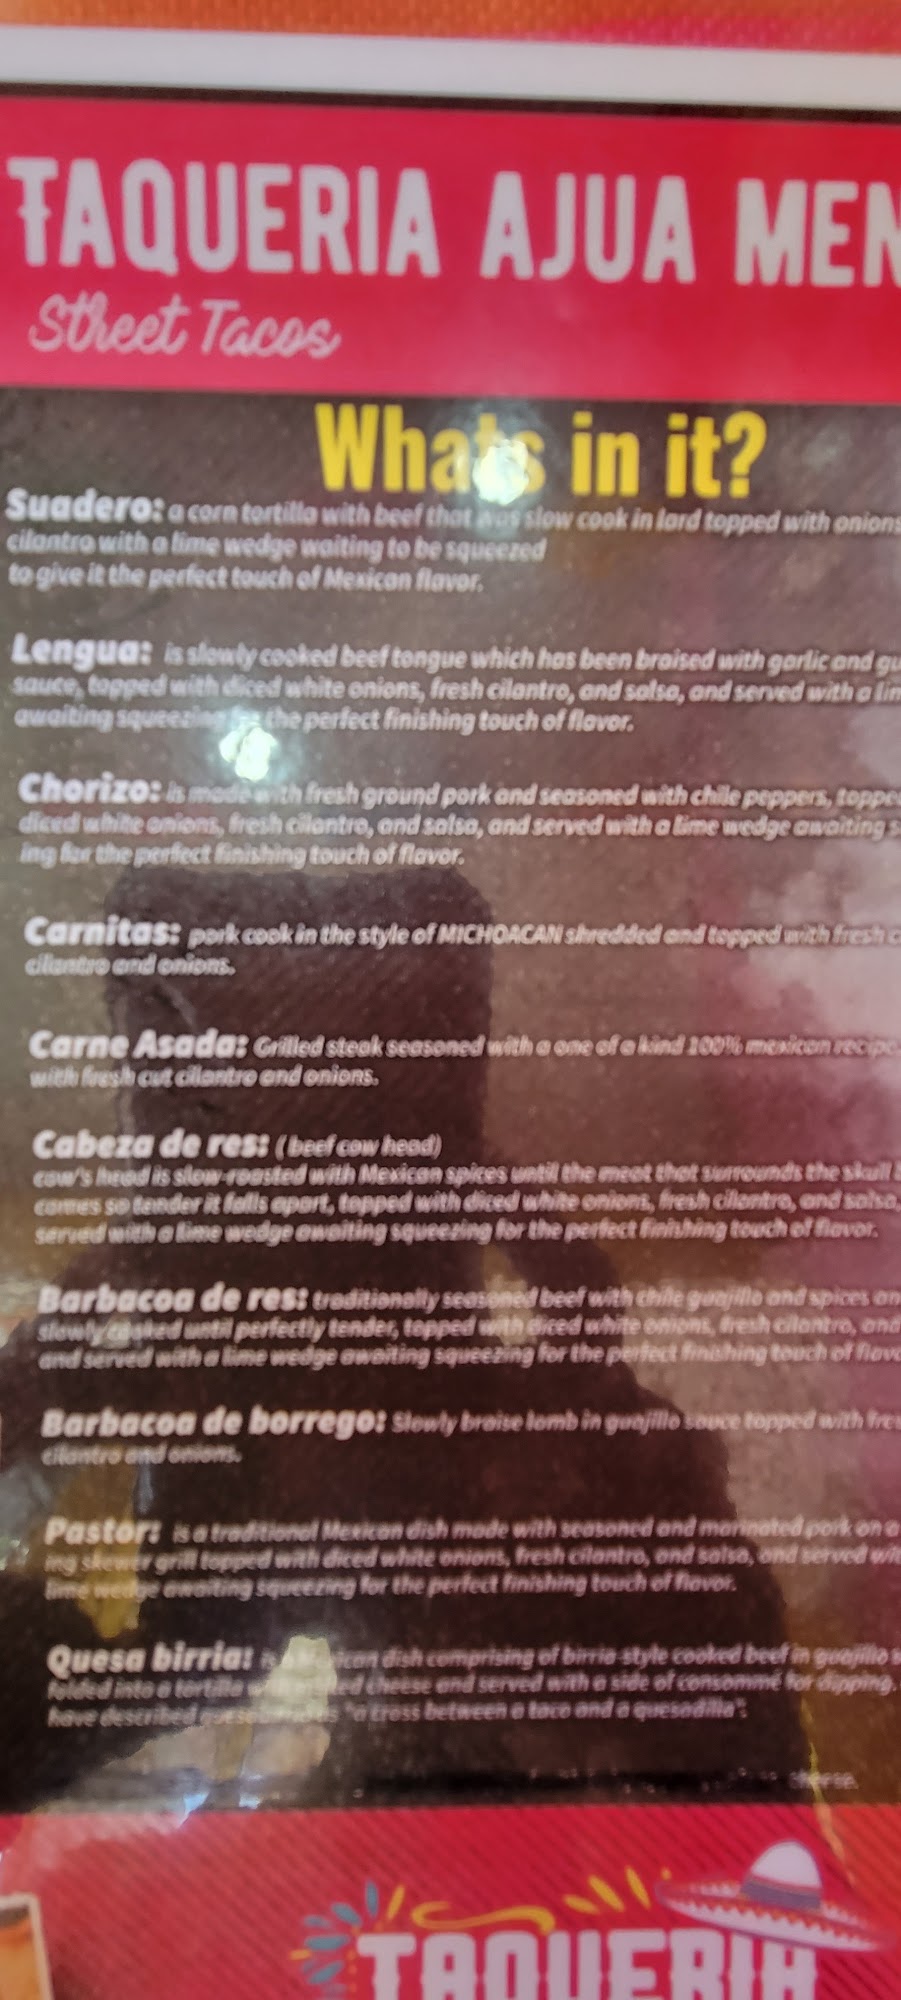 TAQUERIA AJUA MEN
Street Tacos
Whats in it?
Suadero: a corn tortilla with beef that was slow cook in lard topped with onions
cilantro with a lime wedge waiting to be squeezed
to give it the perfect touch of Mexican flavor.
Lengua: is slowly cooked beef tongue which has been braised with garlic and gu
sauce, topped with diced white onions, fresh cilantro, and salsa, and served with a lim
awaiting squeezing for the perfect finishing touch of flavor.
Chorizo: is made with fresh ground pork and seasoned with chile peppers, toppe
diced white onions, fresh cilantro, and salsa, and served with a lime wedge awaiting s
ing for the perfect finishing touch of flavor.
Carnitas: pork cook in the style of MICHOACAN shredded and topped with fresh c
cilantro and onions.
Carne Asada: Grilled steak seasoned with a one of a kind 100% mexican recipe
with fresh cut cilantro and onions.
Cabeza de res: (beef cow head)
cow's head is slow-roasted with Mexican spices until the meat that surrounds the skull
comes so tender it falls apart, topped with diced white onions, fresh cilantro, and salsa,
served with a lime wedge awaiting squeezing for the perfect finishing touch of flavor.
Barbacoa de res: traditionally seasoned beef with chile guajillo and spices an
slowly cooked until perfectly tender, topped with diced white onions, fresh cilantro, and
and served with a lime wedge awaiting squeezing for the perfect finishing touch of flavo
Barbacoa de borrego: Slowly braise lamb in guajillo sauce topped with fres
cilantro and onions.
Pastor: is a traditional Mexican dish made with seasoned and marinated pork on a
ing skewer grill topped with diced white onions, fresh cilantro, and salsa, and served wit
lime wedge awaiting squeezing for the perfect finishing touch of flavor.
Quesa birria: is a Mexican dish comprising of birria-style cooked beef in guajillo s
folded into a tortilla cheese and served with a side of consommé for dipping.
have described "a cross between a taco and a quesadilla".
cheese.
TAQUERIA